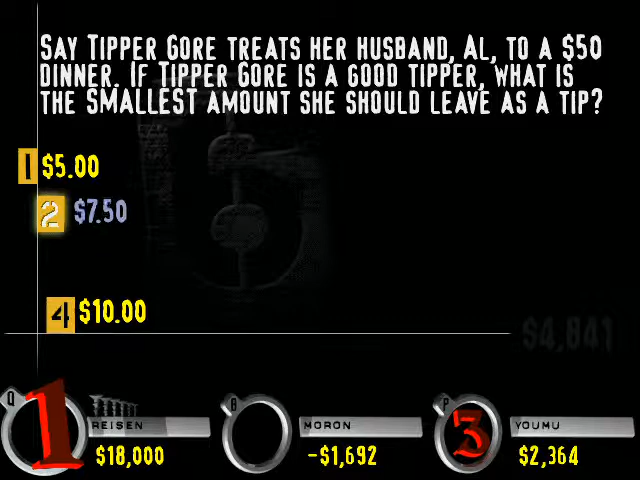 SAY TIPPER GORE TREATS HER HUSBAND, AL, TO A $50
DINNER. IF TIPPER GORE IS A GOOD TIPPER, WHAT IS
THE SMALLEST AMOUNT SHE SHOULD LEAVE AS A TIP?
1 $5.00
2 $7.50
4 $10.00
$4,841
Q 1 REISEN $18,000
B MORON -$1,692
P 3 YOUMU $2,364